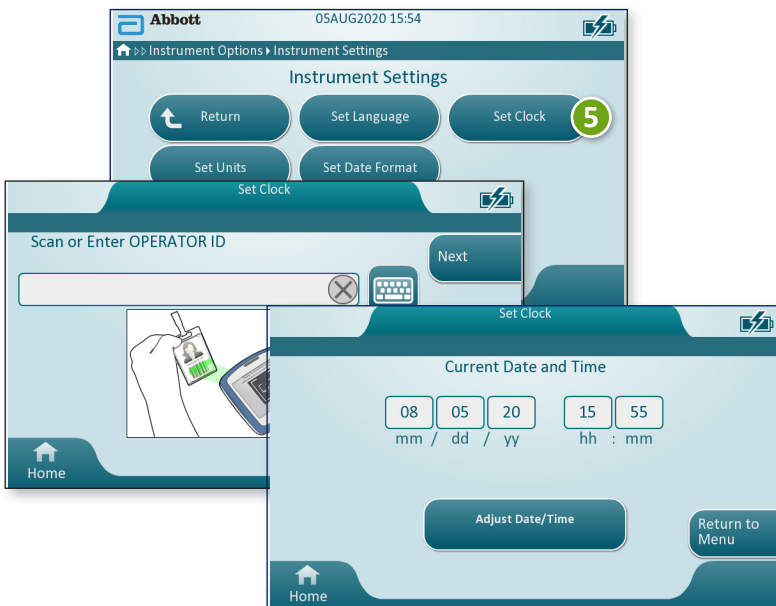 Abbott
05AUG2020 15:54
Instrument Options Instrument Settings
Instrument Settings
Return
Set Language
Set Clock
5
Set Units
Set Date Format
Set Clock
Scan or Enter OPERATOR ID
Next
Home
Set Clock
Current Date and Time
08 05 20 15 55
mm / dd / yy hh : mm
Adjust Date/Time
Return to
Menu
Home